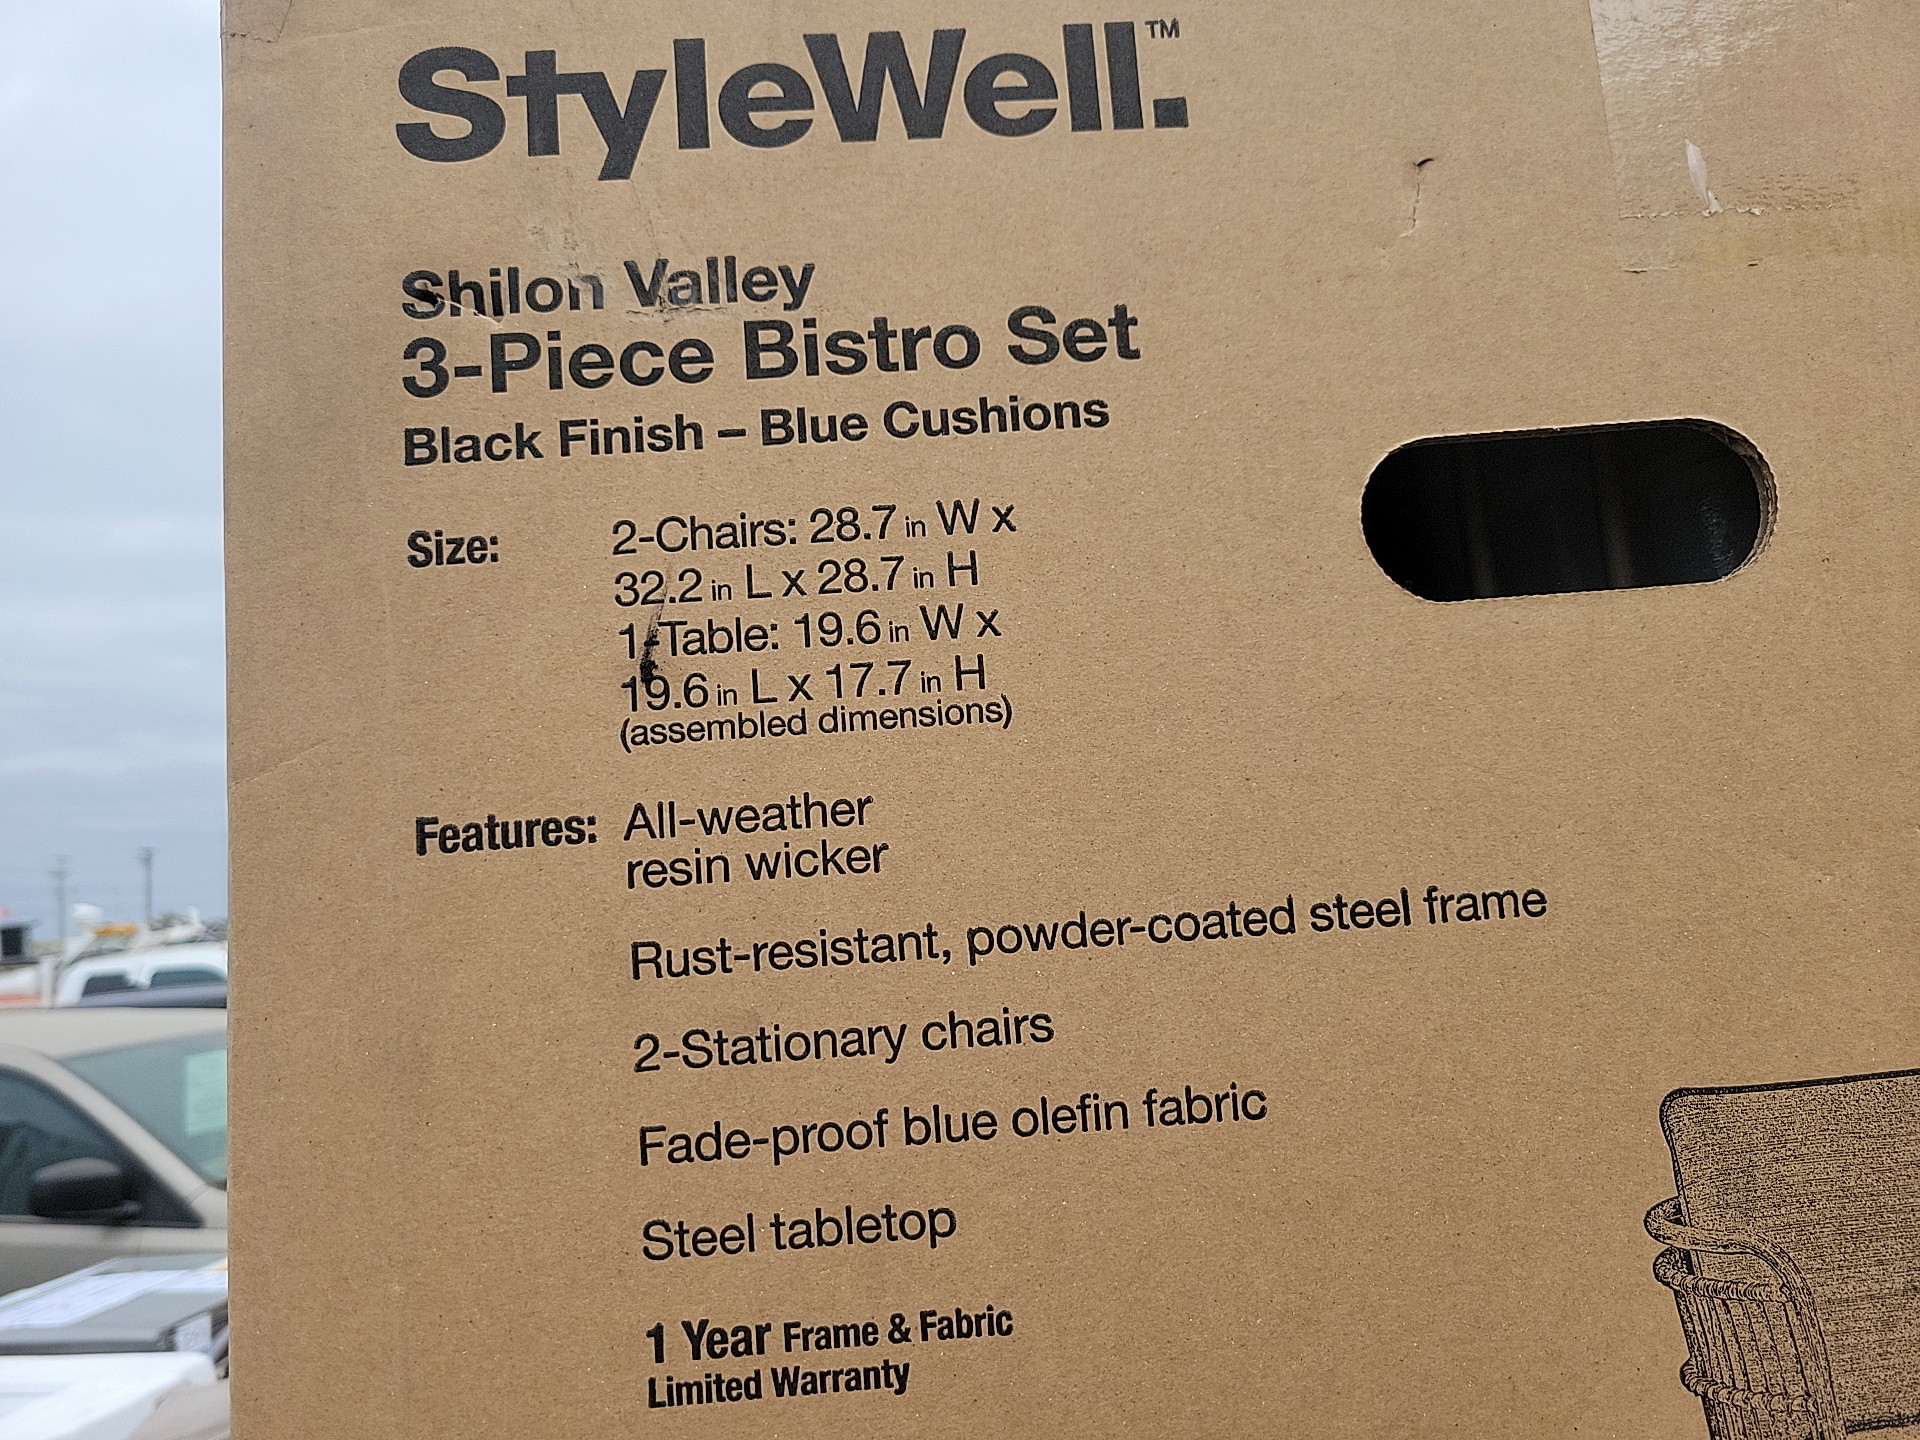 StyleWell.™
Shilon Valley
3-Piece Bistro Set
Black Finish – Blue Cushions
Size: 2-Chairs: 28.7 in W x
32.2 in L x 28.7 in H
1-Table: 19.6 in W x
19.6 in L x 17.7 in H
(assembled dimensions)
Features: All-weather
resin wicker
Rust-resistant, powder-coated steel frame
2-Stationary chairs
Fade-proof blue olefin fabric
Steel tabletop
1 Year Frame & Fabric
Limited Warranty